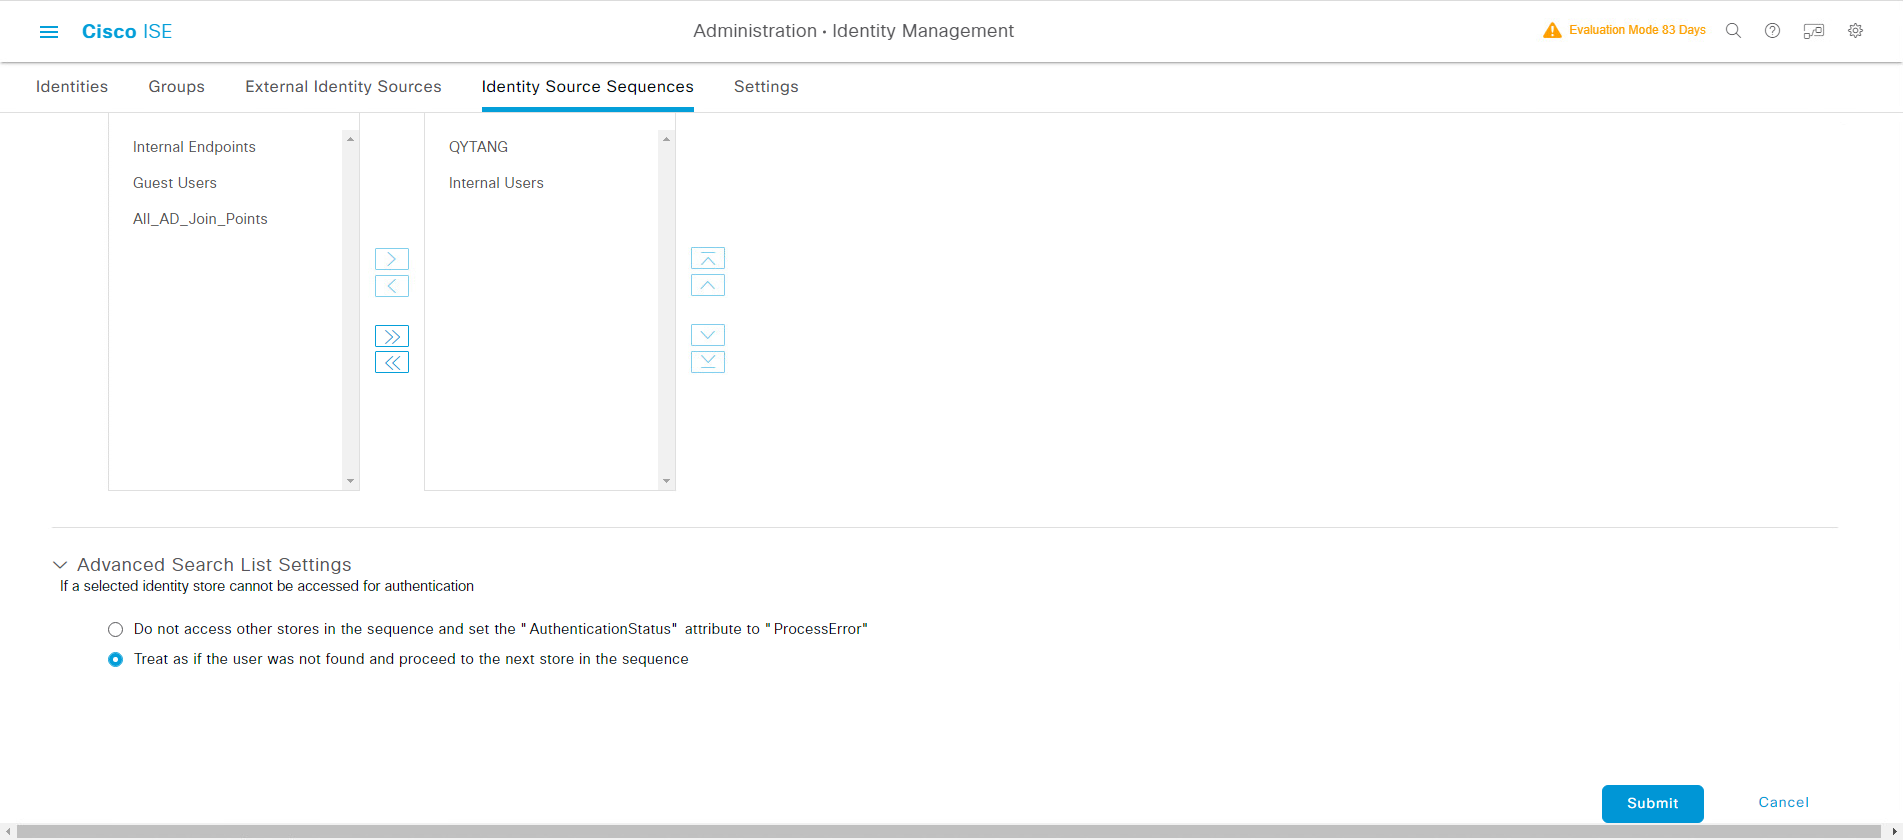 Cisco ISE
Administration · Identity Management
Evaluation Mode 83 Days
Identities
Groups
External Identity Sources
Identity Source Sequences
Settings
Internal Endpoints
Guest Users
All_AD_Join_Points
QYTANG
Internal Users
Advanced Search List Settings
If a selected identity store cannot be accessed for authentication
Do not access other stores in the sequence and set the "AuthenticationStatus" attribute to "ProcessError"
Treat as if the user was not found and proceed to the next store in the sequence
Submit
Cancel